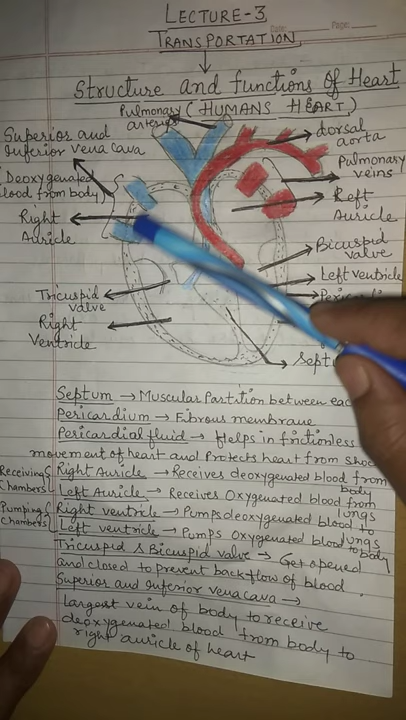 LECTURE-3
Date: Page:
TRANSPORTATION
Structure and functions of Heart
(HUMANS HEART)
Pulmonary
arteries
Superior and
Inferior vena cava
(Deoxygenated
blood from body)
Right
Auricle
Tricuspid
valve
Right
Ventricle
dorsal
aorta
Pulmonary
veins
Left
Auricle
Bicuspid
valve
Left ventricle
Septu
Septum → Muscular Partition between eac
Pericardium → Fibrous membrane
Pericardial fluid → Helps in frictionless
movement of heart and Protects heart from shoc
Receiving Chambers
Right Auricle → Receives deoxygenated blood from body
Left Auricle → Receives Oxygenated blood from lungs
Pumping Chambers
Right ventricle → Pumps deoxygenated blood to lungs
Left ventricle → Pumps Oxygenated blood to body
Tricuspid & Bicuspid valve → Get opened
and closed to prevent back flow of blood.
Superior and Inferior venacava →
largest vein of body to receive
deoxygenated blood from body to
right auricle of heart